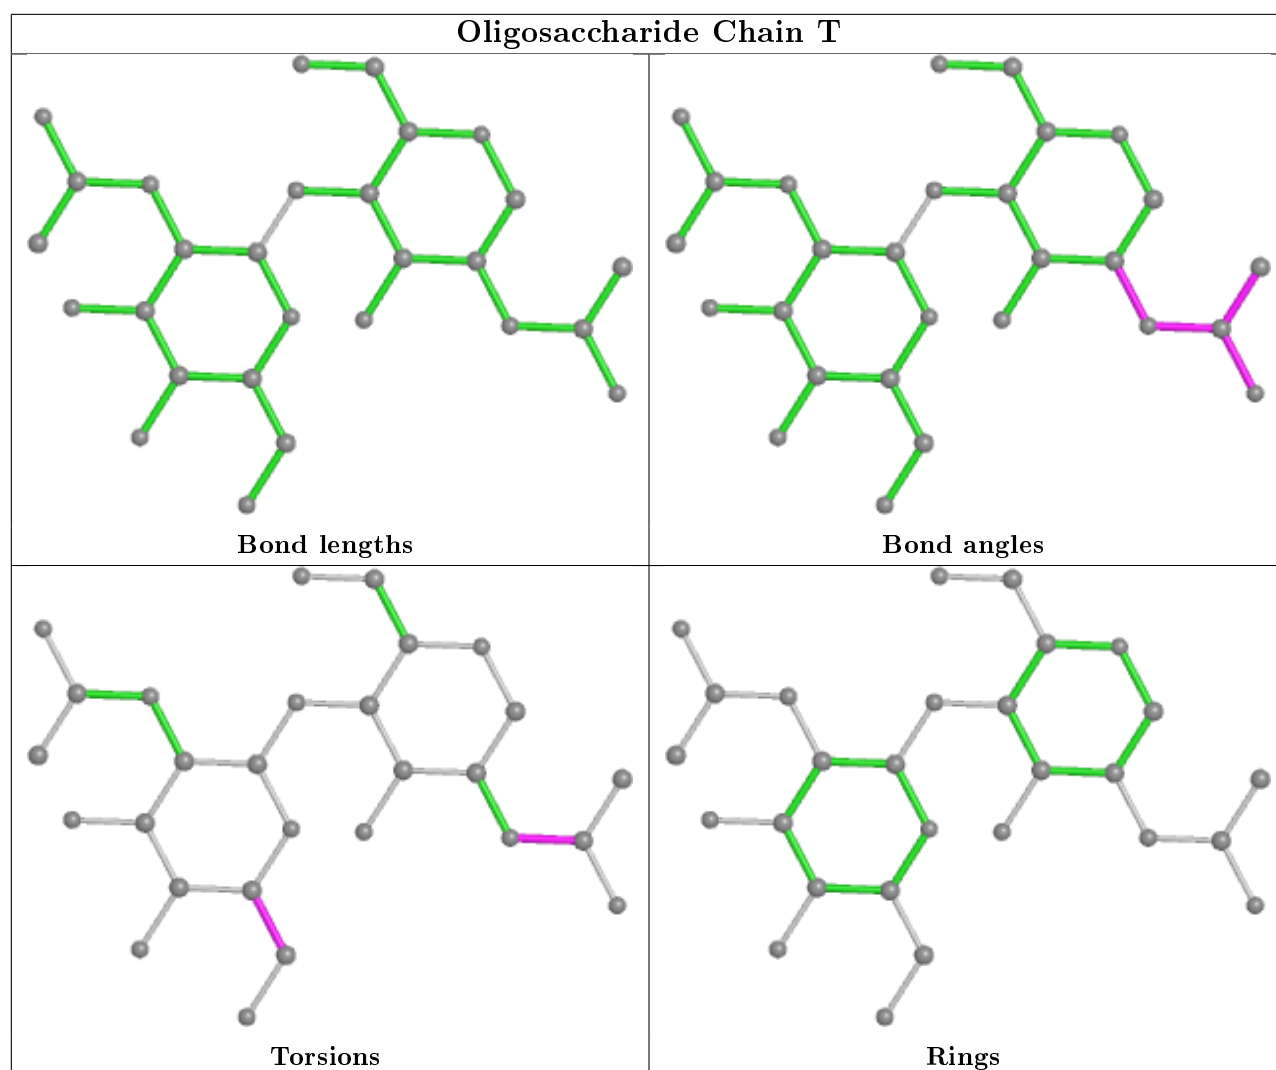 Oligosaccharide Chain T
Bond lengths
Bond angles
Torsions
Rings